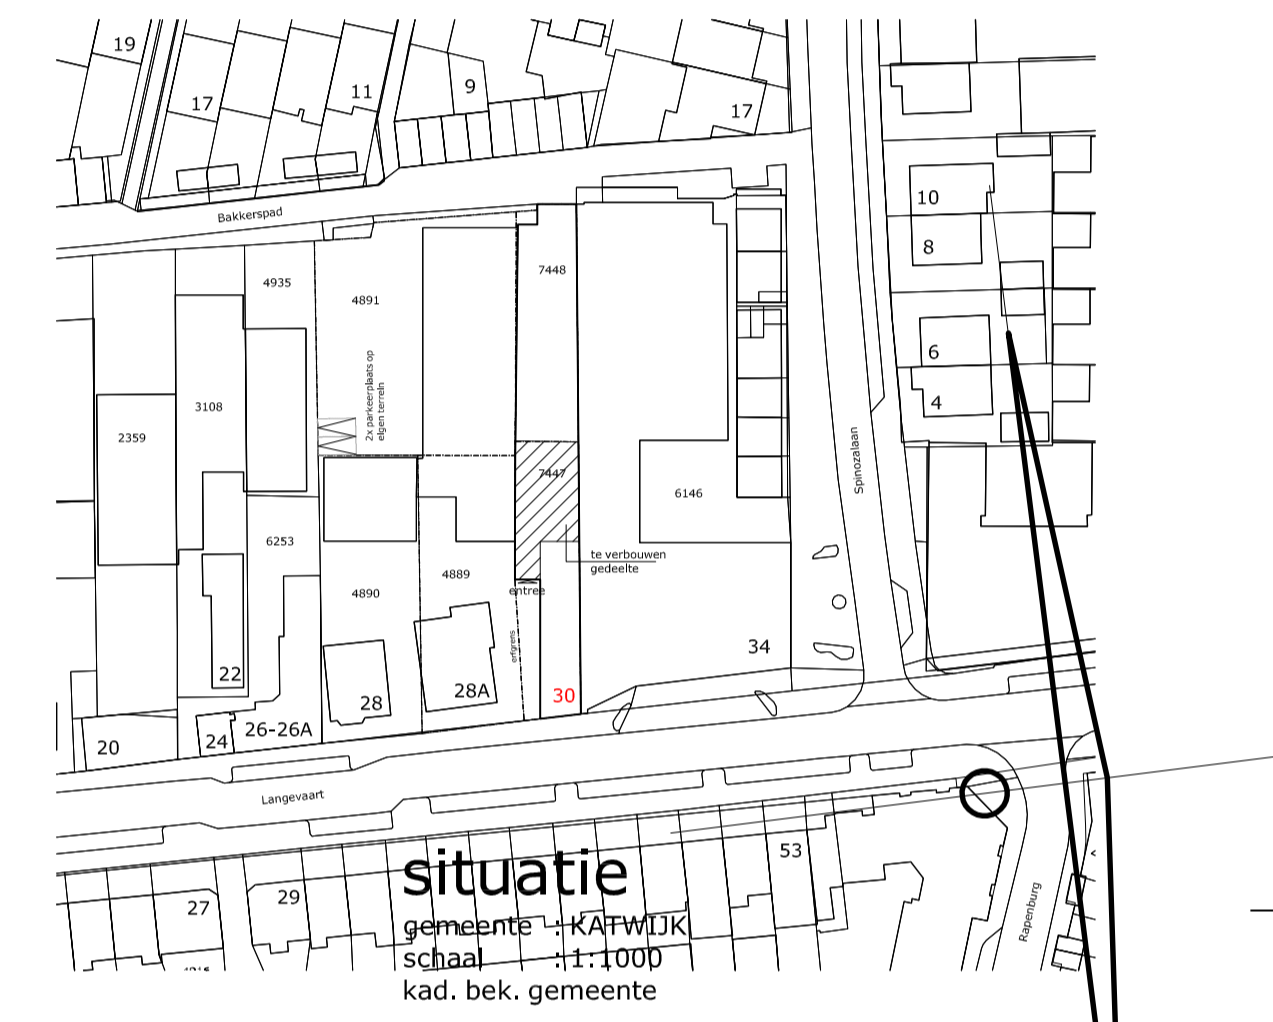 19
17
11
9
17
Bakkerspad
10
8
6
4
4935
4891
7448
2x parkeerplaats op
eigen terrein
3108
2359
7447
6146
Spinozalaan
te verbouwen
gedeelte
6253
4890
4889
entree
erfgrens
34
22
28
28A
30
20
24
26-26A
Langevaart
53
27
29
situatie
gemeente : KATWIJK
schaal : 1:1000
kad. bek. gemeente
Rapenburg